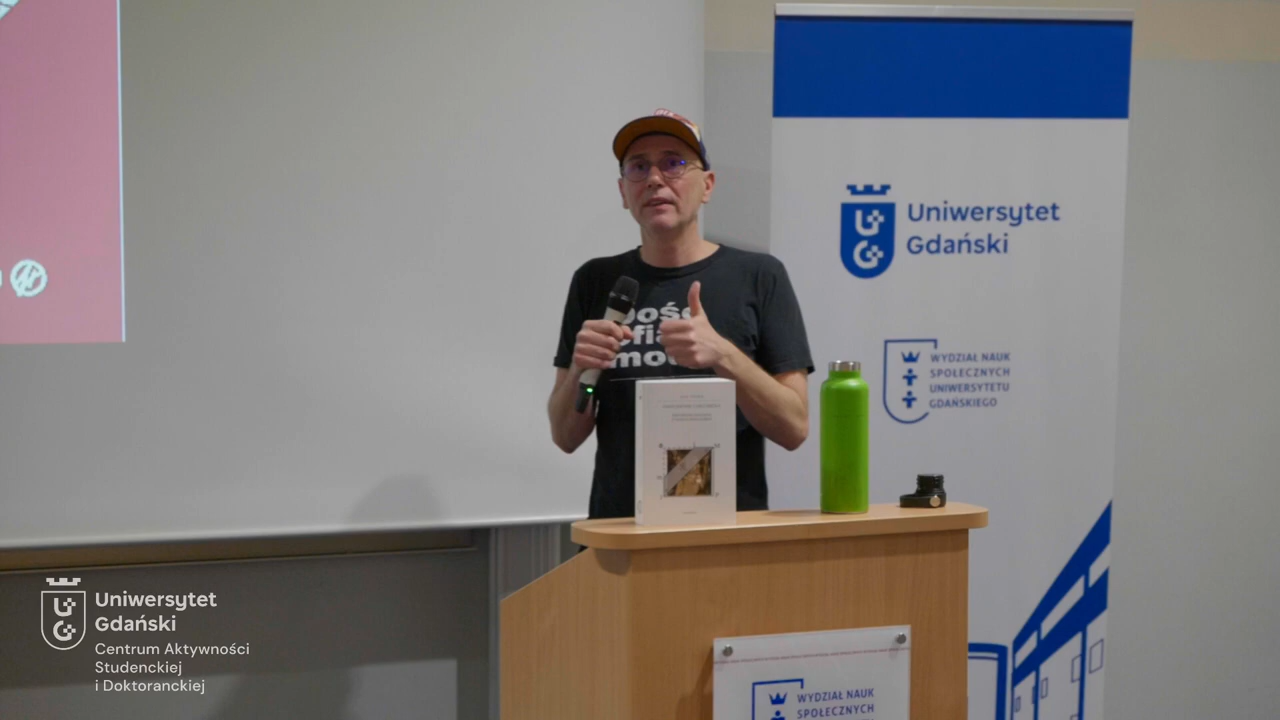 Uniwersytet
Gdański
WYDZIAŁ NAUK
SPOŁECZNYCH
UNIWERSYTETU
GDAŃSKIEGO
WYDZIAŁ NAUK
SPOŁECZNYCH
Uniwersytet
Gdański
Centrum Aktywności
Studenckiej
i Doktoranckiej